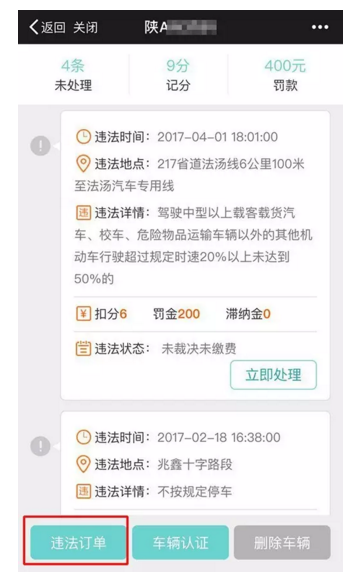 返回 关闭 陕A
4条 9分 400元
未处理 记分 罚款
违法时间：2017-04-01 18:01:00
违法地点：217省道法汤线6公里100米
至法汤汽车专用线
违 违法详情：驾驶中型以上载客载货汽
车、校车、危险物品运输车辆以外的其他机
动车行驶超过规定时速20%以上未达到
50%的
¥ 扣分6 罚金200 滞纳金0
违法状态： 未裁决未缴费
立即处理
违法时间：2017-02-18 16:38:00
违法地点：兆鑫十字路段
违 违法详情：不按规定停车
违法订单 车辆认证 删除车辆